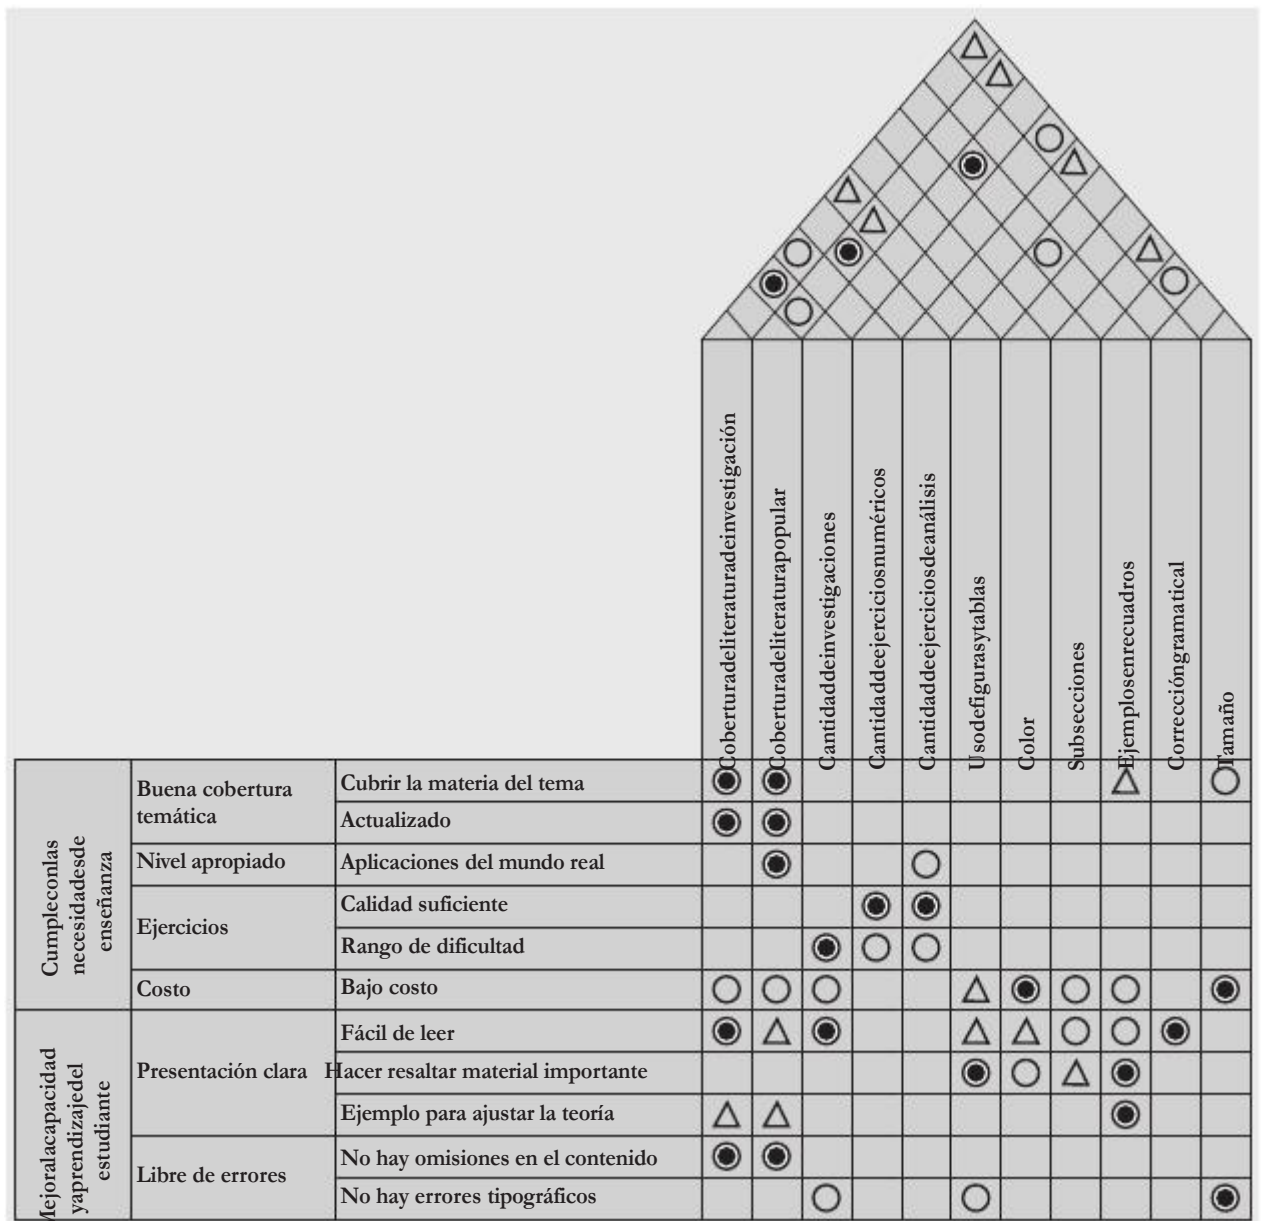 Coberturadeliteraturadeinvestigación
Coberturadeliteraturapopular
Cantidaddeinvestigaciones
Cantidaddeejerciciosnuméricos
Cantidaddeejerciciosdeanálisis
Usodefigurasytablas
Color
Subsecciones
Ejemplosenrecuadros
Correccióngramatical
Tamaño
Cumpleconlas
necesidadesde
enseñanza
Buena cobertura
temática
Cubrir la materia del tema
Actualizado
Nivel apropiado
Aplicaciones del mundo real
Ejercicios
Calidad suficiente
Rango de dificultad
Costo
Bajo costo
Mejoralacapacidad
yaprendizajedel
estudiante
Presentación clara
Fácil de leer
Hacer resaltar material importante
Ejemplo para ajustar la teoría
Libre de errores
No hay omisiones en el contenido
No hay errores tipográficos